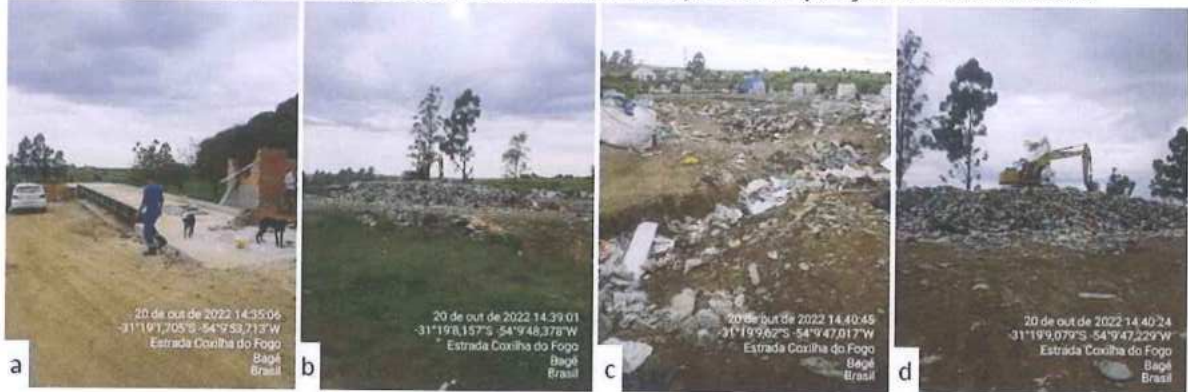 20 de out de 2022 14:35:06
-31°19'1,705"S -54°9'53,713"W
Estrada Coxilha do Fogo
Bagé
Brasil
a
20 de out de 2022 14:39:01
-31°19'8,157"S -54°9'48,378"W
Estrada Coxilha do Fogo
Bagé
Brasil
b
20 de out de 2022 14:40:45
-31°19'9,62"S -54°9'47,017"W
Estrada Coxilha do Fogo
Bagé
Brasil
c
20 de out de 2022 14:40:24
-31°19'9,079"S -54°9'47,229"W
Estrada Coxilha do Fogo
Bagé
Brasil
d